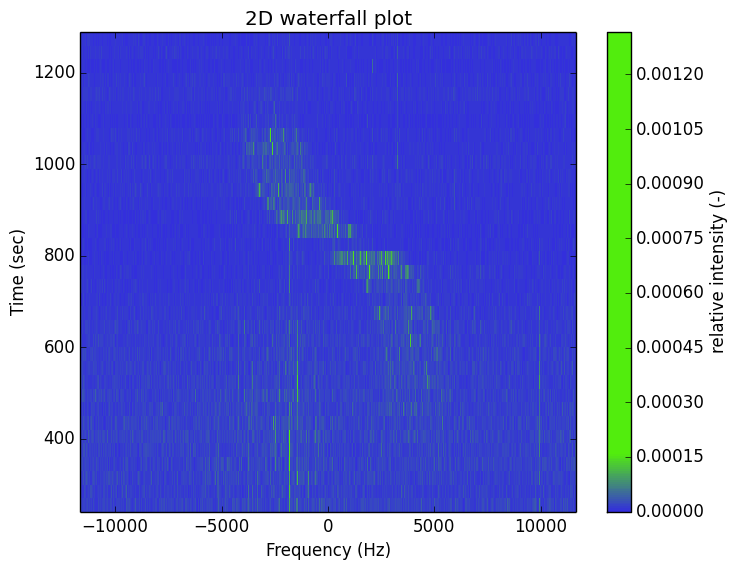 2D waterfall plot
1200
1000
800
600
400
Time (sec)
−10000 −5000 0 5000 10000
Frequency (Hz)
0.00120
0.00105
0.00090
0.00075
0.00060
0.00045
0.00030
0.00015
0.00000
relative intensity (-)